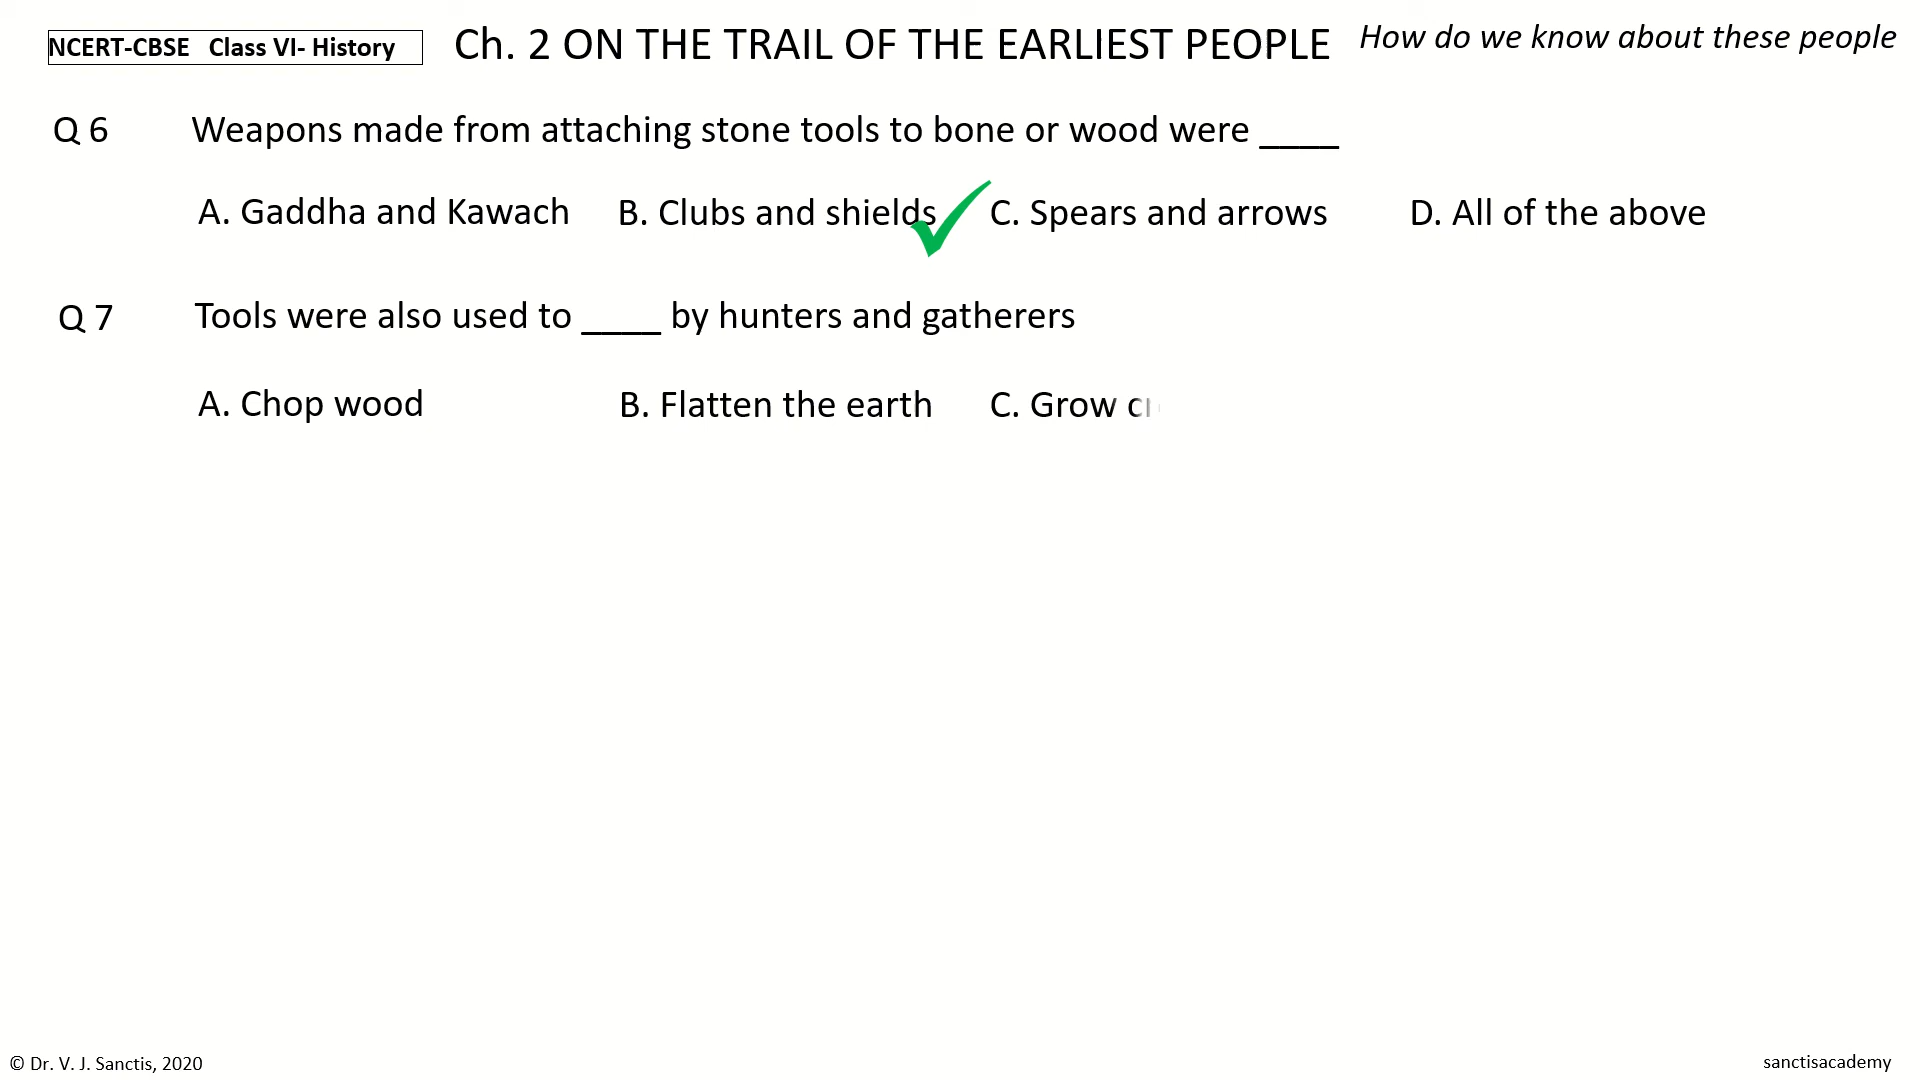 NCERT-CBSE Class VI- History
Ch. 2 ON THE TRAIL OF THE EARLIEST PEOPLE
How do we know about these people
Q 6 Weapons made from attaching stone tools to bone or wood were ____
A. Gaddha and Kawach B. Clubs and shields C. Spears and arrows D. All of the above
Q 7 Tools were also used to ____ by hunters and gatherers
A. Chop wood B. Flatten the earth C. Grow
© Dr. V. J. Sanctis, 2020
sanctisacademy